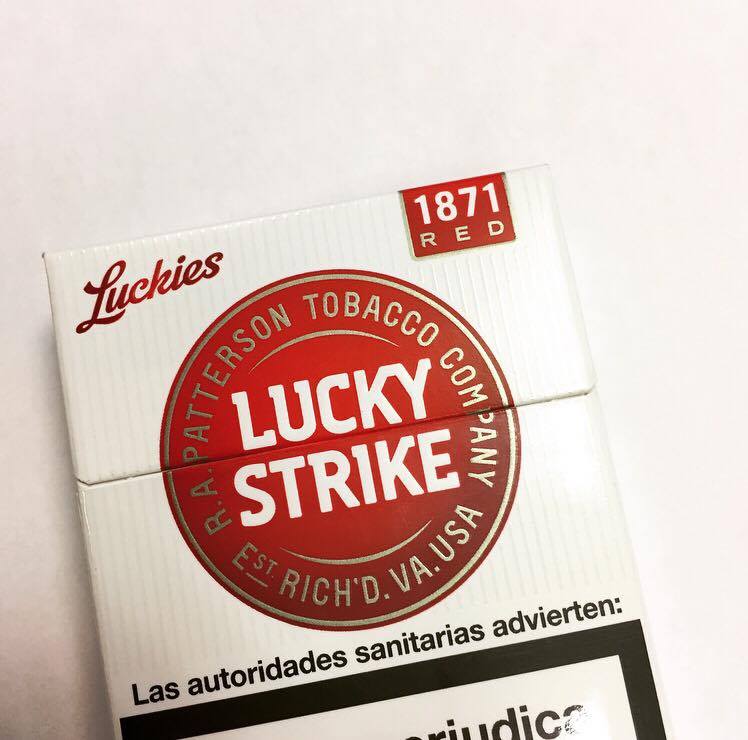 1871
RED
Luckies
R.A. PATTERSON TOBACCO COMPANY
LUCKY
STRIKE
EST. RICH'D. VA. USA
Las autoridades sanitarias advierten: